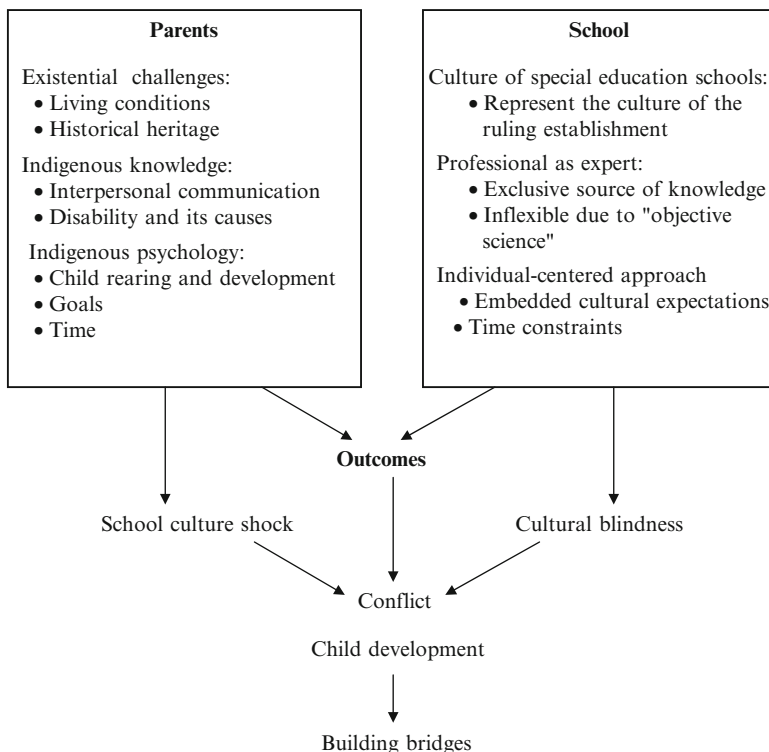 Parents
Existential challenges:
• Living conditions
• Historical heritage
Indigenous knowledge:
• Interpersonal communication
• Disability and its causes
Indigenous psychology:
• Child rearing and development
• Goals
• Time
School
Culture of special education schools:
• Represent the culture of the
ruling establishment
Professional as expert:
• Exclusive source of knowledge
• Inflexible due to "objective
science"
Individual-centered approach
• Embedded cultural expectations
• Time constraints
Outcomes
School culture shock
Cultural blindness
Conflict
Child development
Building bridges